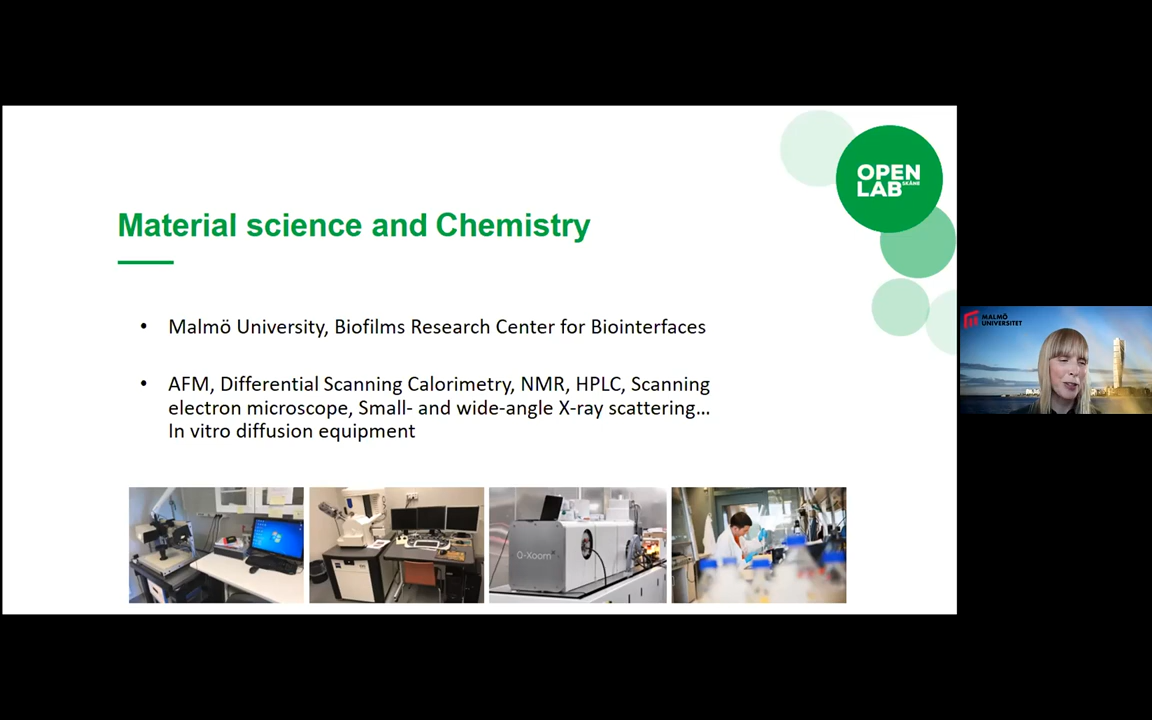 OPEN
LAB SKÅNE
Material science and Chemistry
• Malmö University, Biofilms Research Center for Biointerfaces
• AFM, Differential Scanning Calorimetry, NMR, HPLC, Scanning
electron microscope, Small- and wide-angle X-ray scattering...
In vitro diffusion equipment
MALMÖ
UNIVERSITET